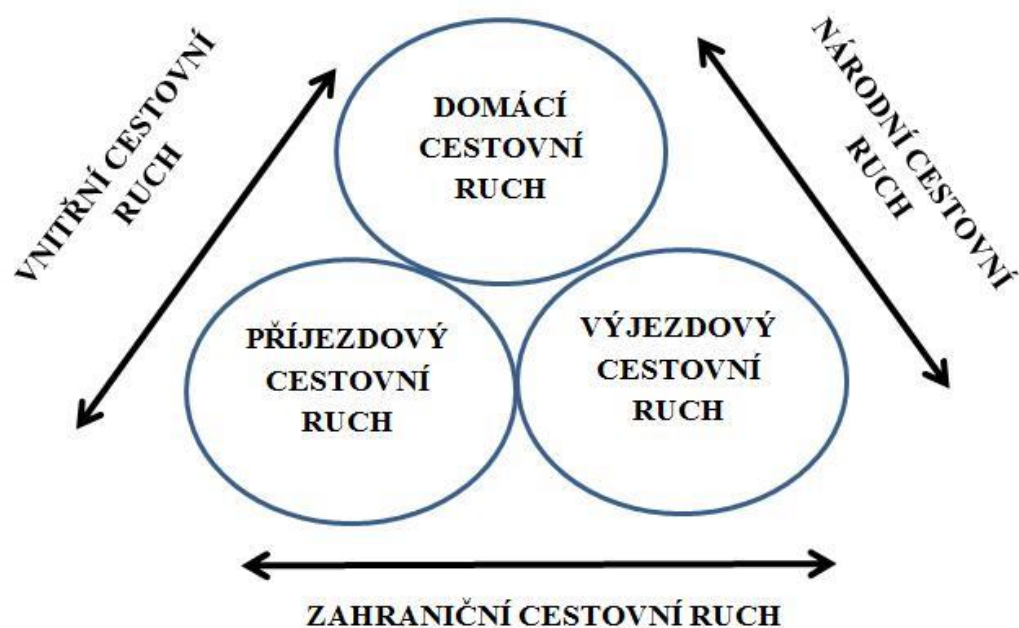 VNITŘNÍ CESTOVNÍ
RUCH
DOMÁCÍ
CESTOVNÍ
RUCH
NÁRODNÍ CESTOVNÍ
RUCH
PŘÍJEZDOVÝ
CESTOVNÍ
RUCH
VÝJEZDOVÝ
CESTOVNÍ
RUCH
ZAHRANIČNÍ CESTOVNÍ RUCH